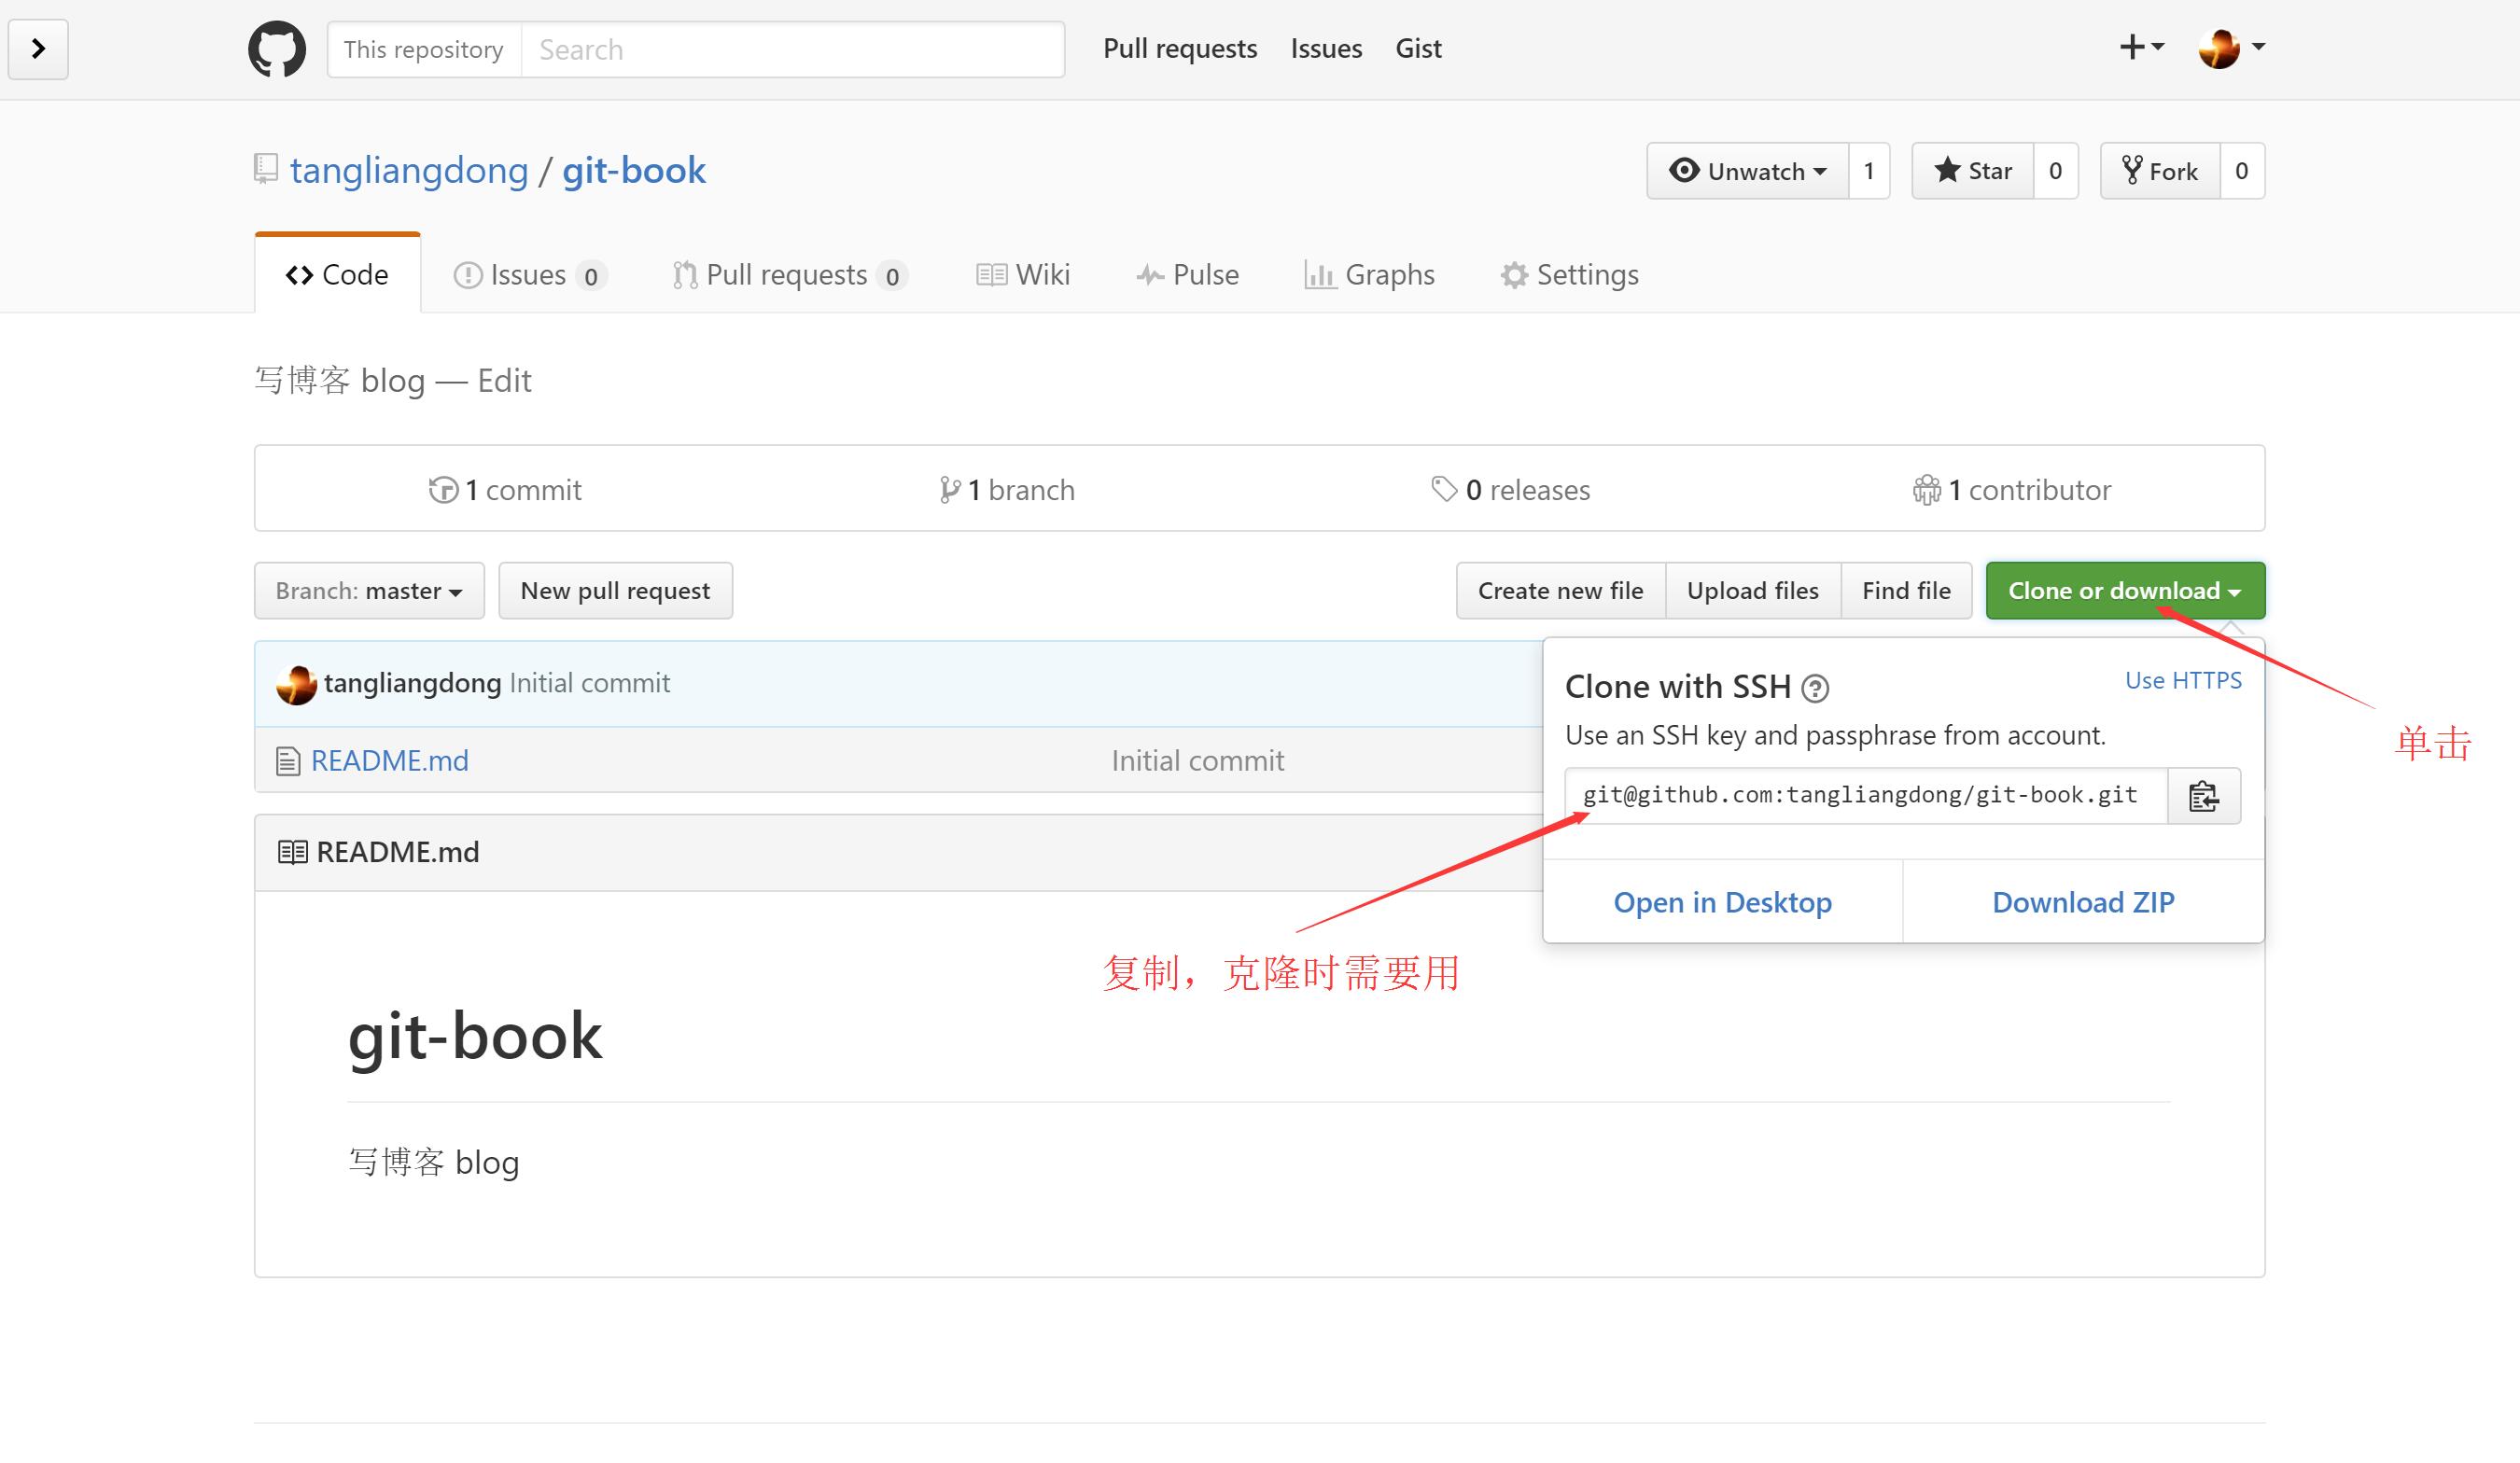 This repository Search Pull requests Issues Gist
tangliangdong / git-book Unwatch 1 Star 0 Fork 0
Code Issues 0 Pull requests 0 Wiki Pulse Graphs Settings
写博客 blog — Edit
1 commit 1 branch 0 releases 1 contributor
Branch: master New pull request Create new file Upload files Find file Clone or download
tangliangdong Initial commit
Clone with SSH Use HTTPS
Use an SSH key and passphrase from account.
单击
README.md Initial commit
git@github.com:tangliangdong/git-book.git
README.md
Open in Desktop Download ZIP
复制，克隆时需要用
git-book
写博客 blog